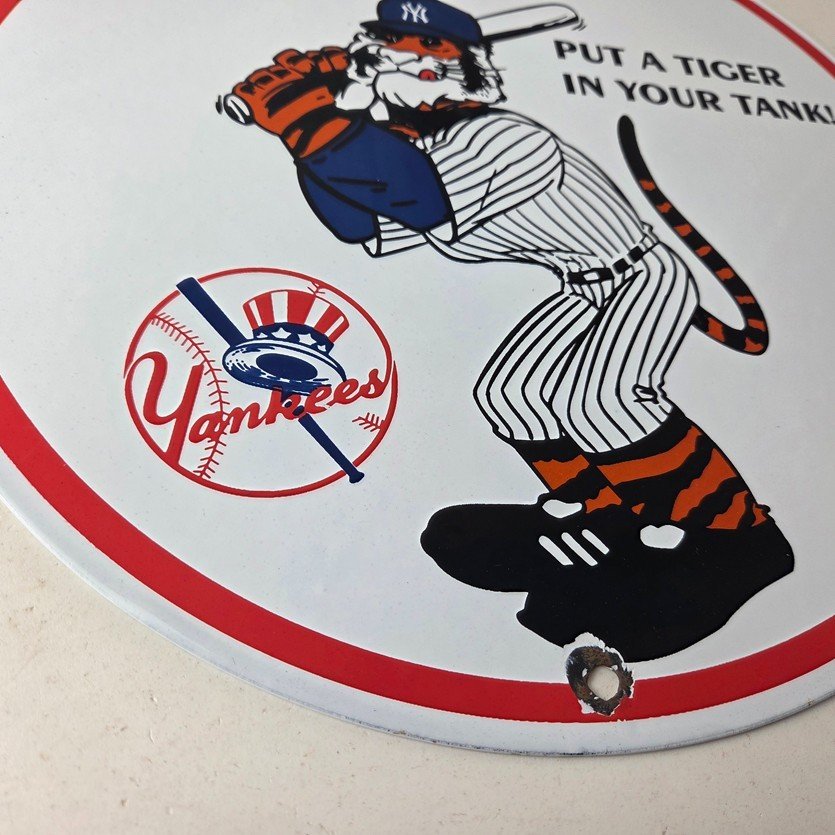 NY
PUT A TIGER
IN YOUR TANK!
Yankees